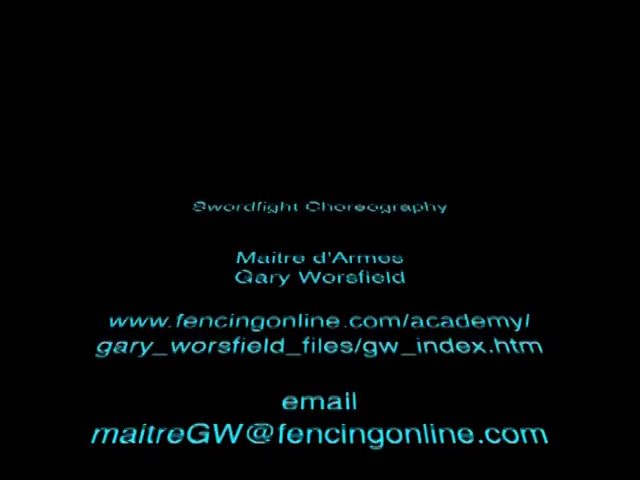 Swordfight Choreography
Maitre d'Armes
Gary Worsfield
www.fencingonline.com/academy/
gary_worsfield_files/gw_index.htm
email
maitreGW@fencingonline.com